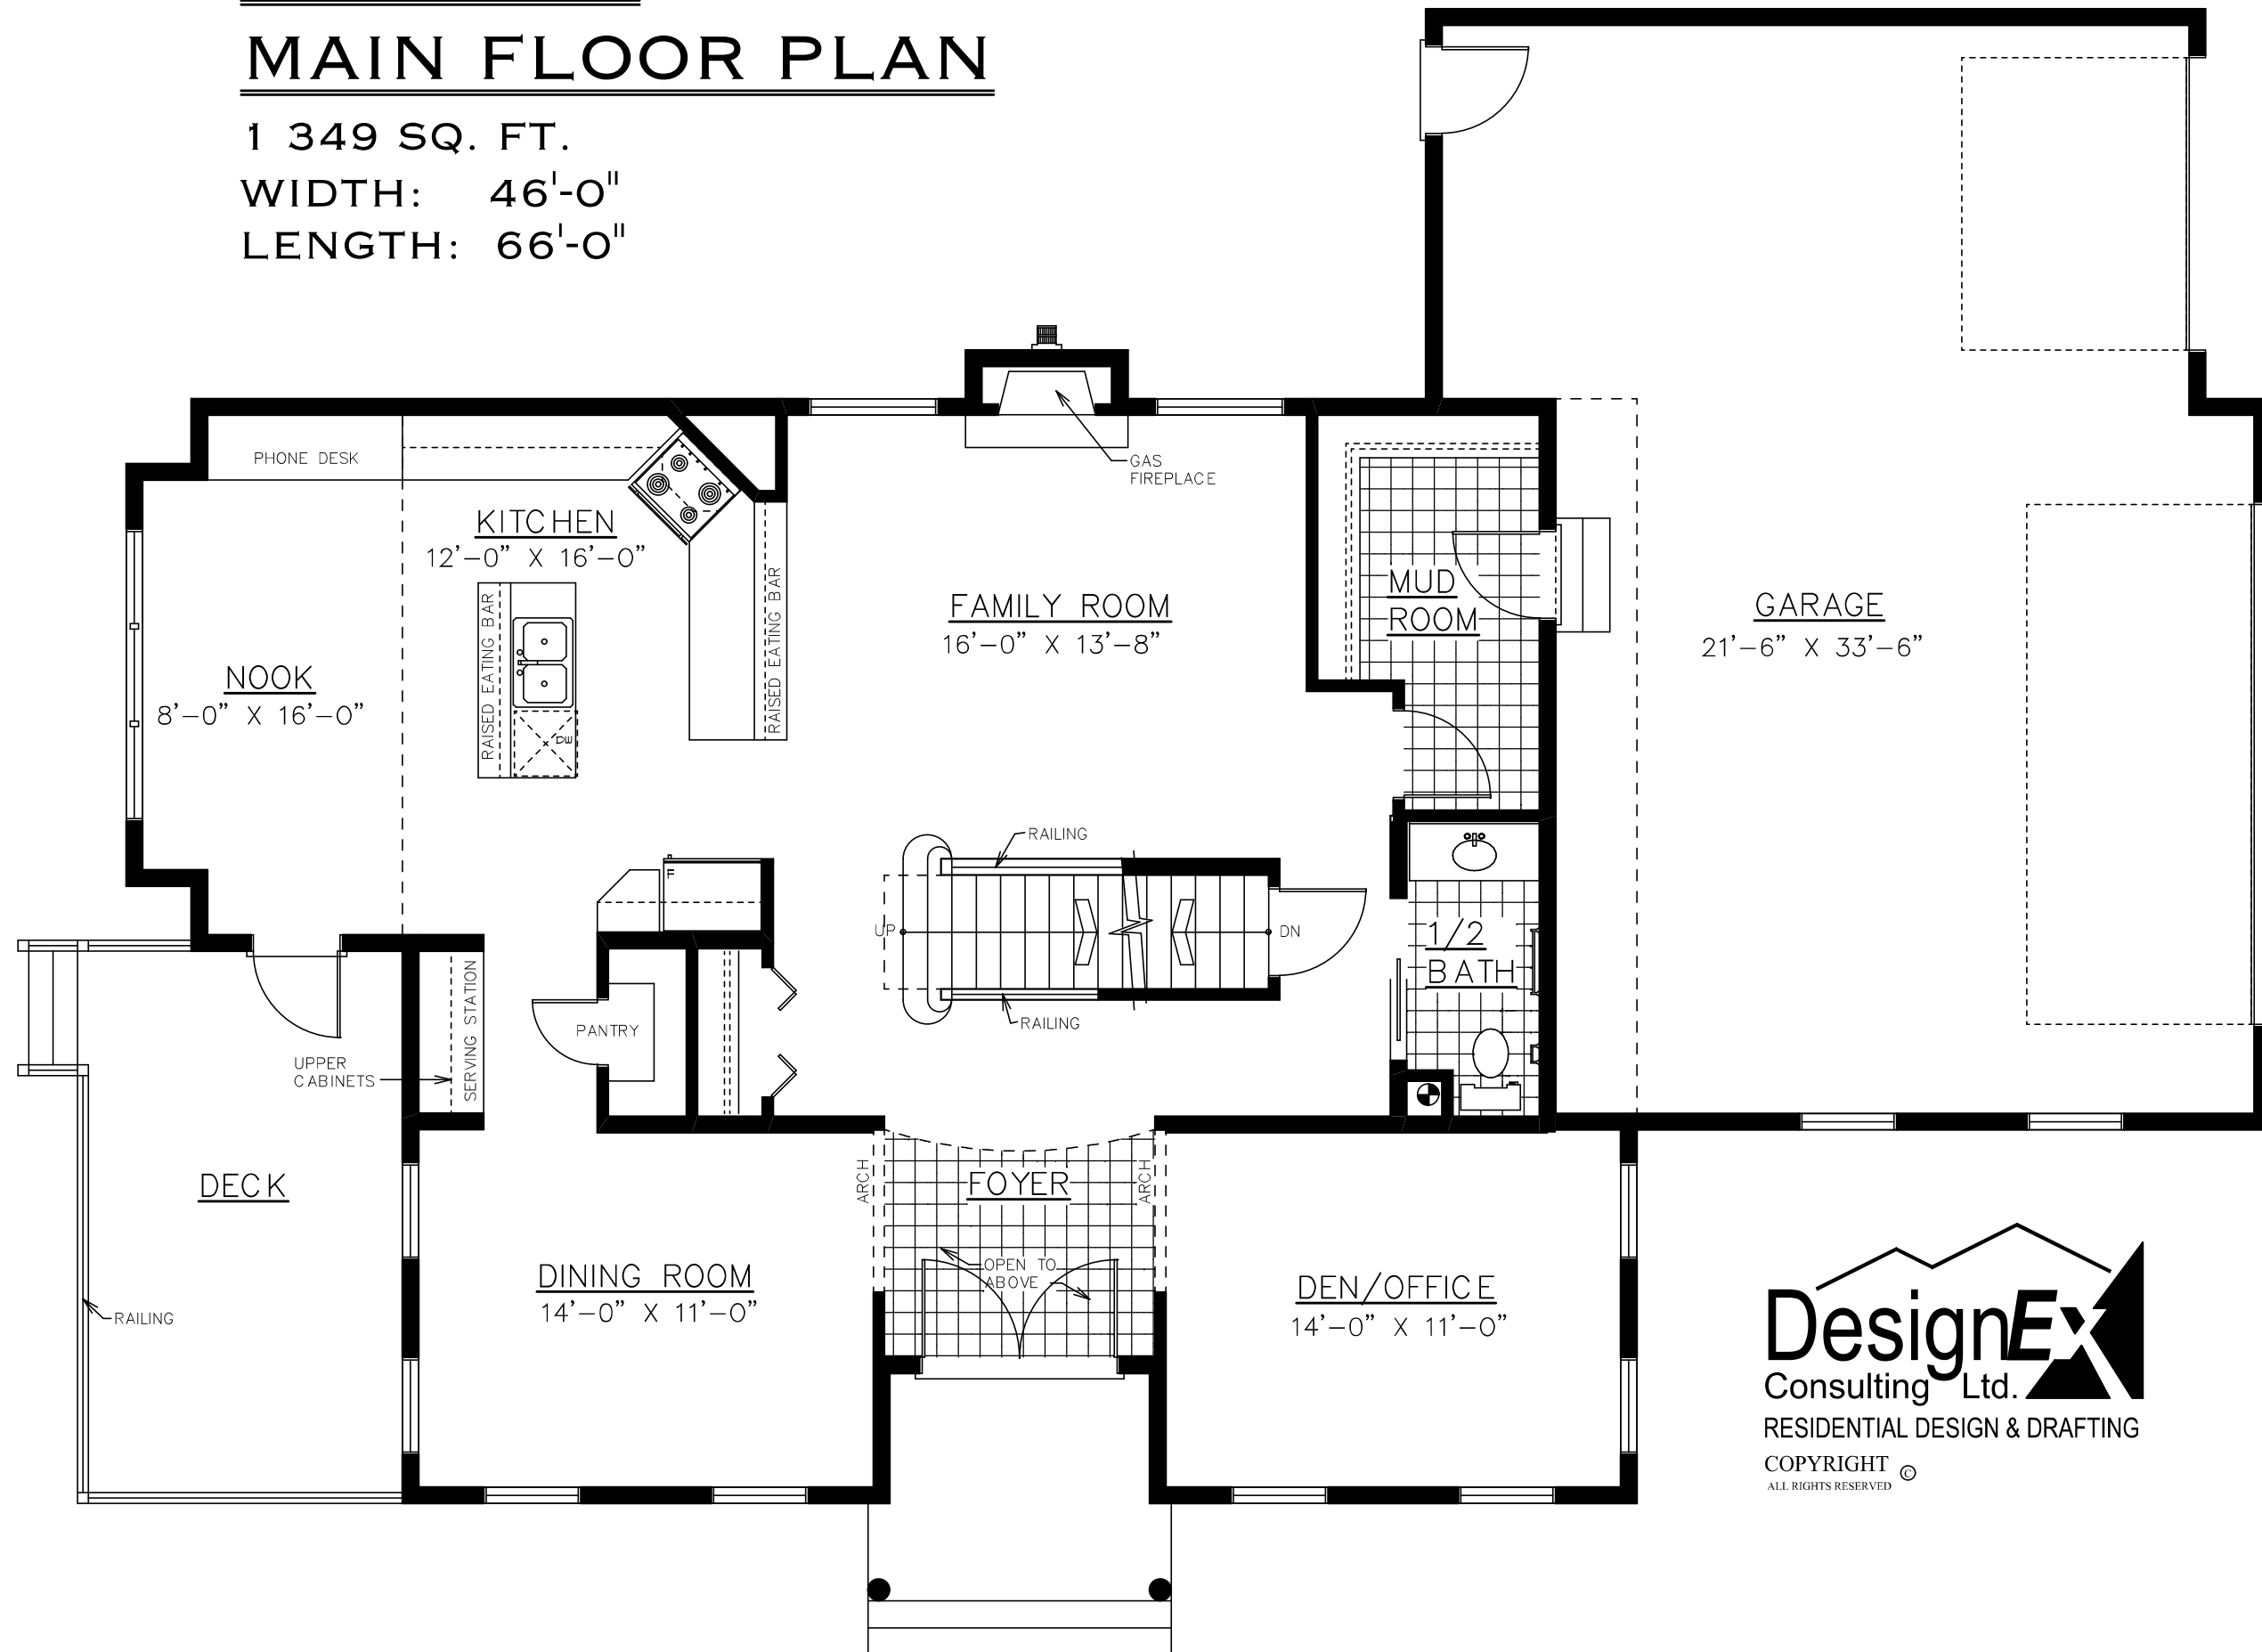 MAIN FLOOR PLAN
1 349 SQ. FT.
WIDTH: 46'-0"
LENGTH: 66'-0"
PHONE DESK
GAS
FIREPLACE
KITCHEN
12'-0" X 16'-0"
RAISED EATING BAR
RAISED EATING BAR
DW
FAMILY ROOM
16'-0" X 13'-8"
MUD
ROOM
GARAGE
21'-6" X 33'-6"
NOOK
8'-0" X 16'-0"
RAILING
F
UP
DN
1/2
BATH
RAILING
PANTRY
SERVING STATION
UPPER
CABINETS
DECK
ARCH
FOYER
ARCH
OPEN TO
ABOVE
DINING ROOM
14'-0" X 11'-0"
DEN/OFFICE
14'-0" X 11'-0"
RAILING
DesignEx
Consulting Ltd.
RESIDENTIAL DESIGN & DRAFTING
COPYRIGHT ©
ALL RIGHTS RESERVED